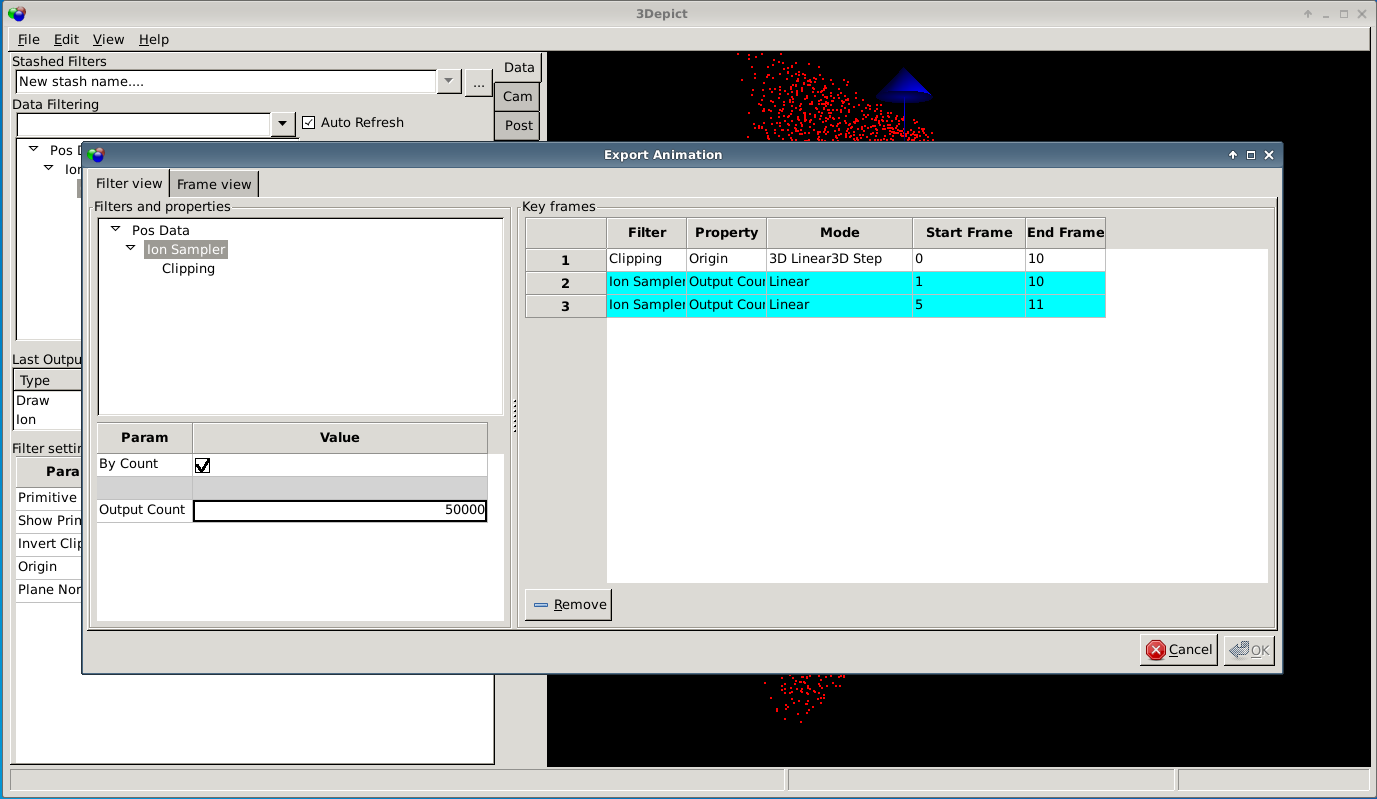 3Depict
File Edit View Help
Stashed Filters
New stash name.... ...
Data
Cam
Post
Data Filtering
Auto Refresh
Pos D
Ion
Last Outpu
Type
Draw
Ion
Filter settin
Para
Primitive
Show Prim
Invert Clip
Origin
Plane Nor
Export Animation
Filter view Frame view
Filters and properties
Pos Data
Ion Sampler
Clipping
Param Value
By Count
Output Count 50000
Key frames
Filter Property Mode Start Frame End Frame
1 Clipping Origin 3D Linear3D Step 0 10
2 Ion Sampler Output Cour Linear 1 10
3 Ion Sampler Output Cour Linear 5 11
Remove
Cancel OK